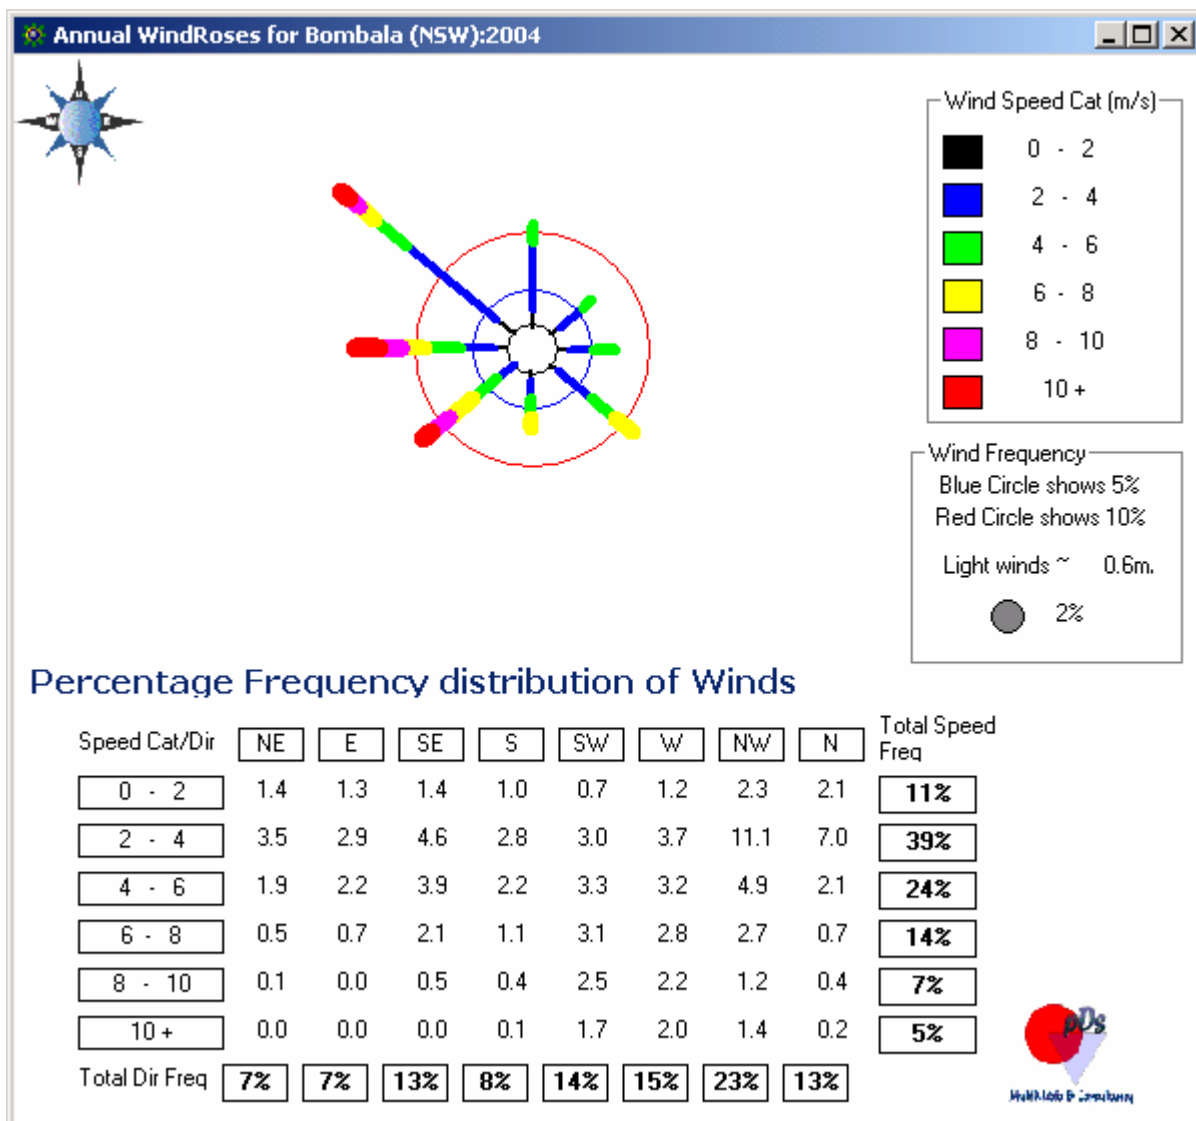 Annual WindRoses for Bombala (NSW):2004
Wind Speed Cat (m/s)
0 - 2
2 - 4
4 - 6
6 - 8
8 - 10
10 +
Wind Frequency
Blue Circle shows 5%
Red Circle shows 10%
Light winds ~ 0.6m.
2%
Percentage Frequency distribution of Winds
Speed Cat/Dir NE E SE S SW W NW N Total Speed Freq
0 - 2 1.4 1.3 1.4 1.0 0.7 1.2 2.3 2.1 11%
2 - 4 3.5 2.9 4.6 2.8 3.0 3.7 11.1 7.0 39%
4 - 6 1.9 2.2 3.9 2.2 3.3 3.2 4.9 2.1 24%
6 - 8 0.5 0.7 2.1 1.1 3.1 2.8 2.7 0.7 14%
8 - 10 0.1 0.0 0.5 0.4 2.5 2.2 1.2 0.4 7%
10 + 0.0 0.0 0.0 0.1 1.7 2.0 1.4 0.2 5%
Total Dir Freq 7% 7% 13% 8% 14% 15% 23% 13%
pDs